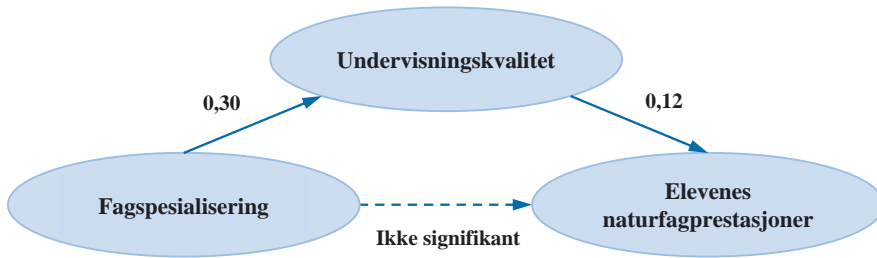 Undervisningskvalitet
0,30
0,12
Fagspesialisering
Elevenes
naturfagprestasjoner
Ikke signifikant